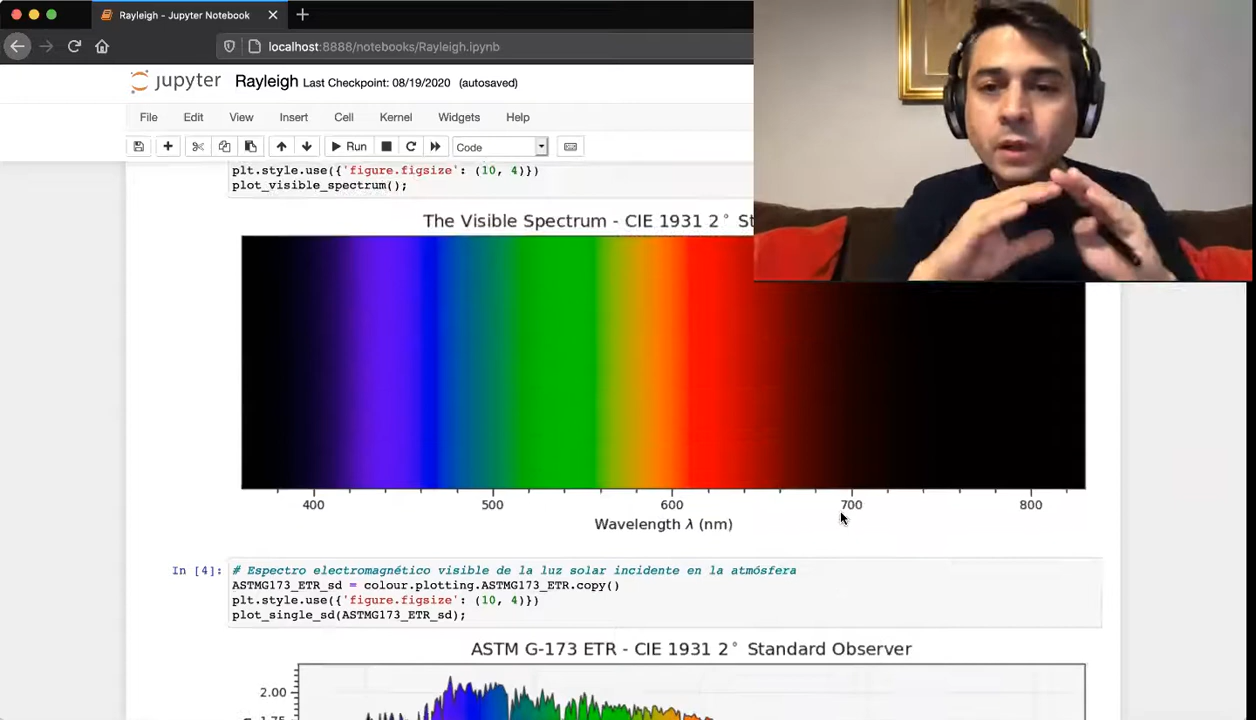 Rayleigh - Jupyter Notebook
localhost:8888/notebooks/Rayleigh.ipynb
jupyter Rayleigh Last Checkpoint: 08/19/2020 (autosaved)
File Edit View Insert Cell Kernel Widgets Help
Run Code
plt.style.use({'figure.figsize': (10, 4)})
plot_visible_spectrum();
The Visible Spectrum - CIE 1931 2°
400 500 600 700 800
Wavelength λ (nm)
In [4]: # Espectro electromagnético visible de la luz solar incidente en la atmósfera
ASTMG173_ETR_sd = colour.plotting.ASTMG173_ETR.copy()
plt.style.use({'figure.figsize': (10, 4)})
plot_single_sd(ASTMG173_ETR_sd);
ASTM G-173 ETR - CIE 1931 2° Standard Observer
2.00